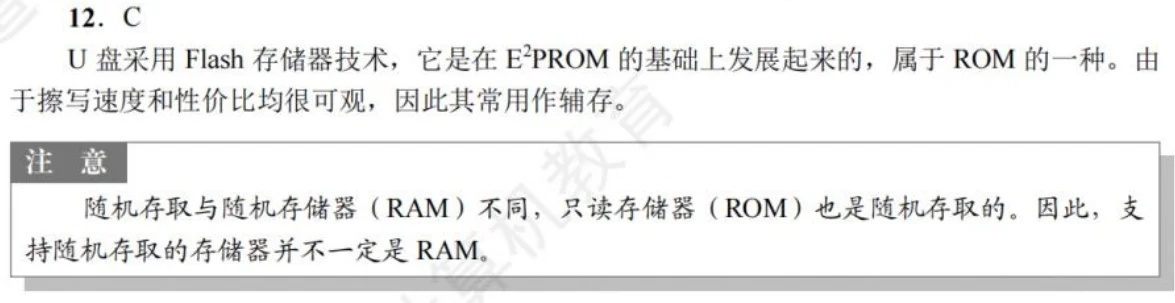 12．C
U 盘采用 Flash 存储器技术，它是在 E²PROM 的基础上发展起来的，属于 ROM 的一种。由
于擦写速度和性价比均很可观，因此其常用作辅存。
注 意
随机存取与随机存储器（RAM）不同，只读存储器（ROM）也是随机存取的。因此，支
持随机存取的存储器并不一定是 RAM。
算机教育